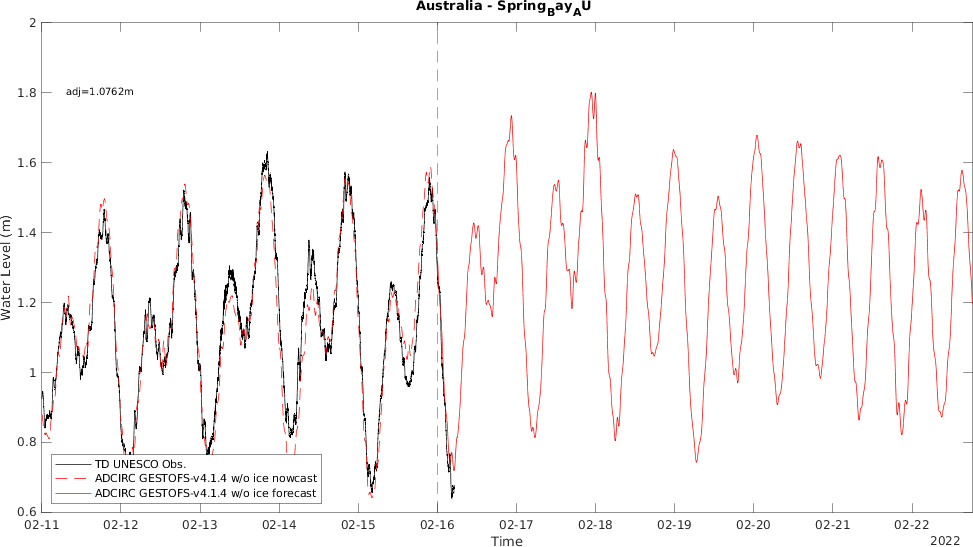 Australia - Spring_Bay_AU
Water Level (m)
2
1.8
1.6
1.4
1.2
1
0.8
0.6
adj=1.0762m
TD UNESCO Obs.
ADCIRC GESTOFS-v4.1.4 w/o ice nowcast
ADCIRC GESTOFS-v4.1.4 w/o ice forecast
02-11 02-12 02-13 02-14 02-15 02-16 02-17 02-18 02-19 02-20 02-21 02-22
Time
2022